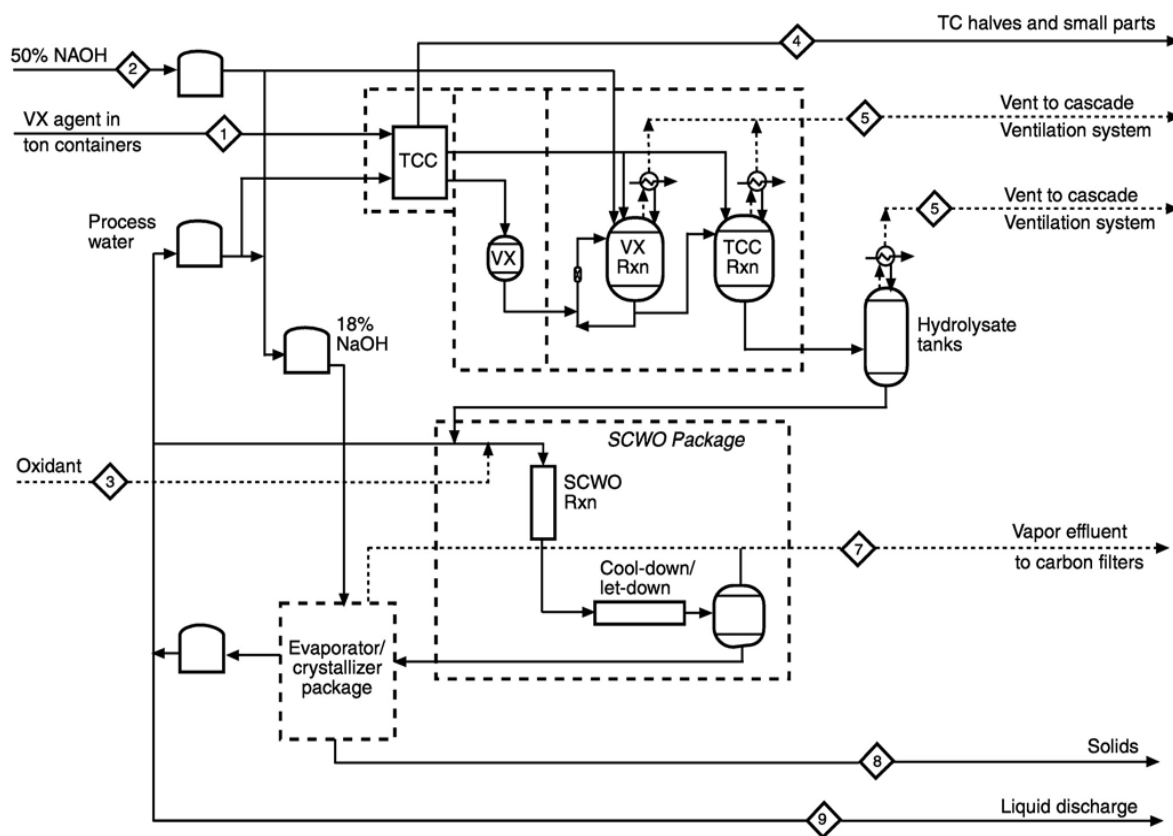 TC halves and small parts
4
50% NAOH
2
VX agent in
ton containers
1
Vent to cascade
Ventilation system
5
TCC
Process
water
Vent to cascade
Ventilation system
5
VX
VX
Rxn
TCC
Rxn
18%
NaOH
Hydrolysate
tanks
SCWO Package
Oxidant
3
SCWO
Rxn
Vapor effluent
to carbon filters
7
Cool-down/
let-down
Evaporator/
crystallizer
package
Solids
8
Liquid discharge
9